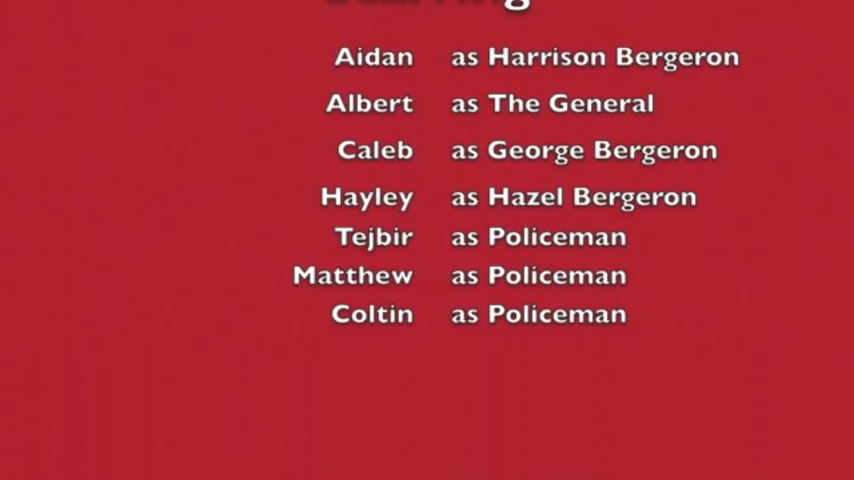 Aidan as Harrison Bergeron
Albert as The General
Caleb as George Bergeron
Hayley as Hazel Bergeron
Tejbir as Policeman
Matthew as Policeman
Coltin as Policeman